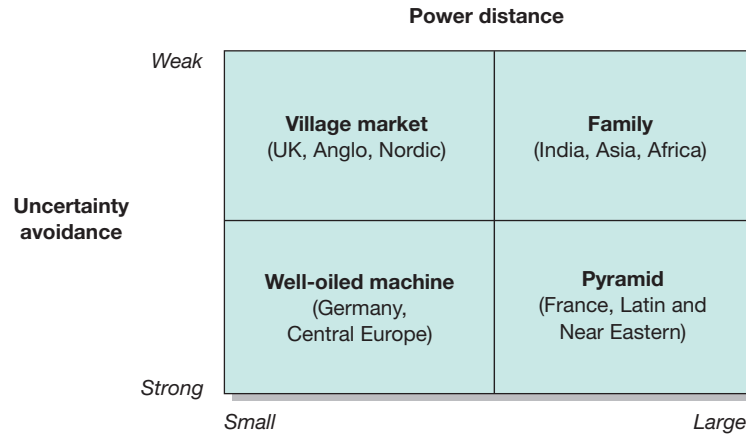 Power distance
Weak
Village market
(UK, Anglo, Nordic)
Family
(India, Asia, Africa)
Uncertainty
avoidance
Well-oiled machine
(Germany,
Central Europe)
Pyramid
(France, Latin and
Near Eastern)
Strong
Small
Large